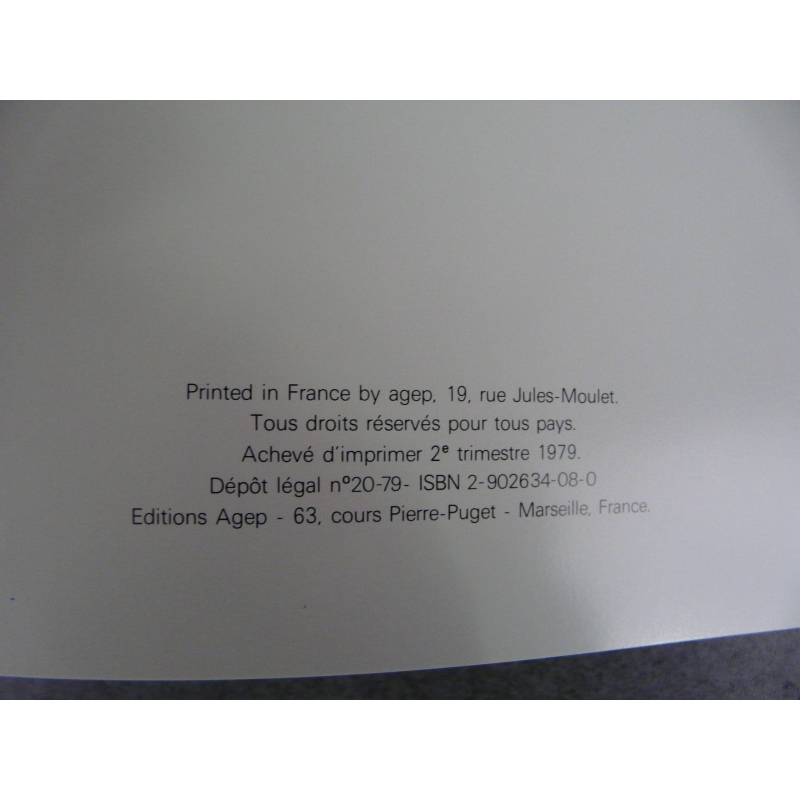 Printed in France by agep, 19, rue Jules-Moulet.
Tous droits réservés pour tous pays.
Achevé d'imprimer 2e trimestre 1979.
Dépôt légal nº20-79- ISBN 2-902634-08-0
Editions Agep - 63, cours Pierre-Puget - Marseille, France.